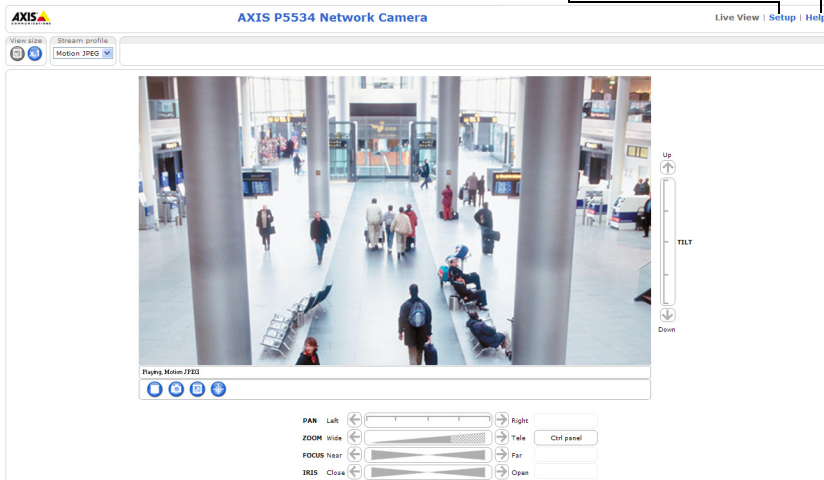 AXIS
COMMUNICATIONS
AXIS P5534 Network Camera
Live View | Setup | Help
View size
Stream profile
x1
Motion JPEG
Up
TILT
Down
Playing, Motion JPEG
PAN Left Right
ZOOM Wide Tele Ctrl panel
FOCUS Near Far
IRIS Close Open